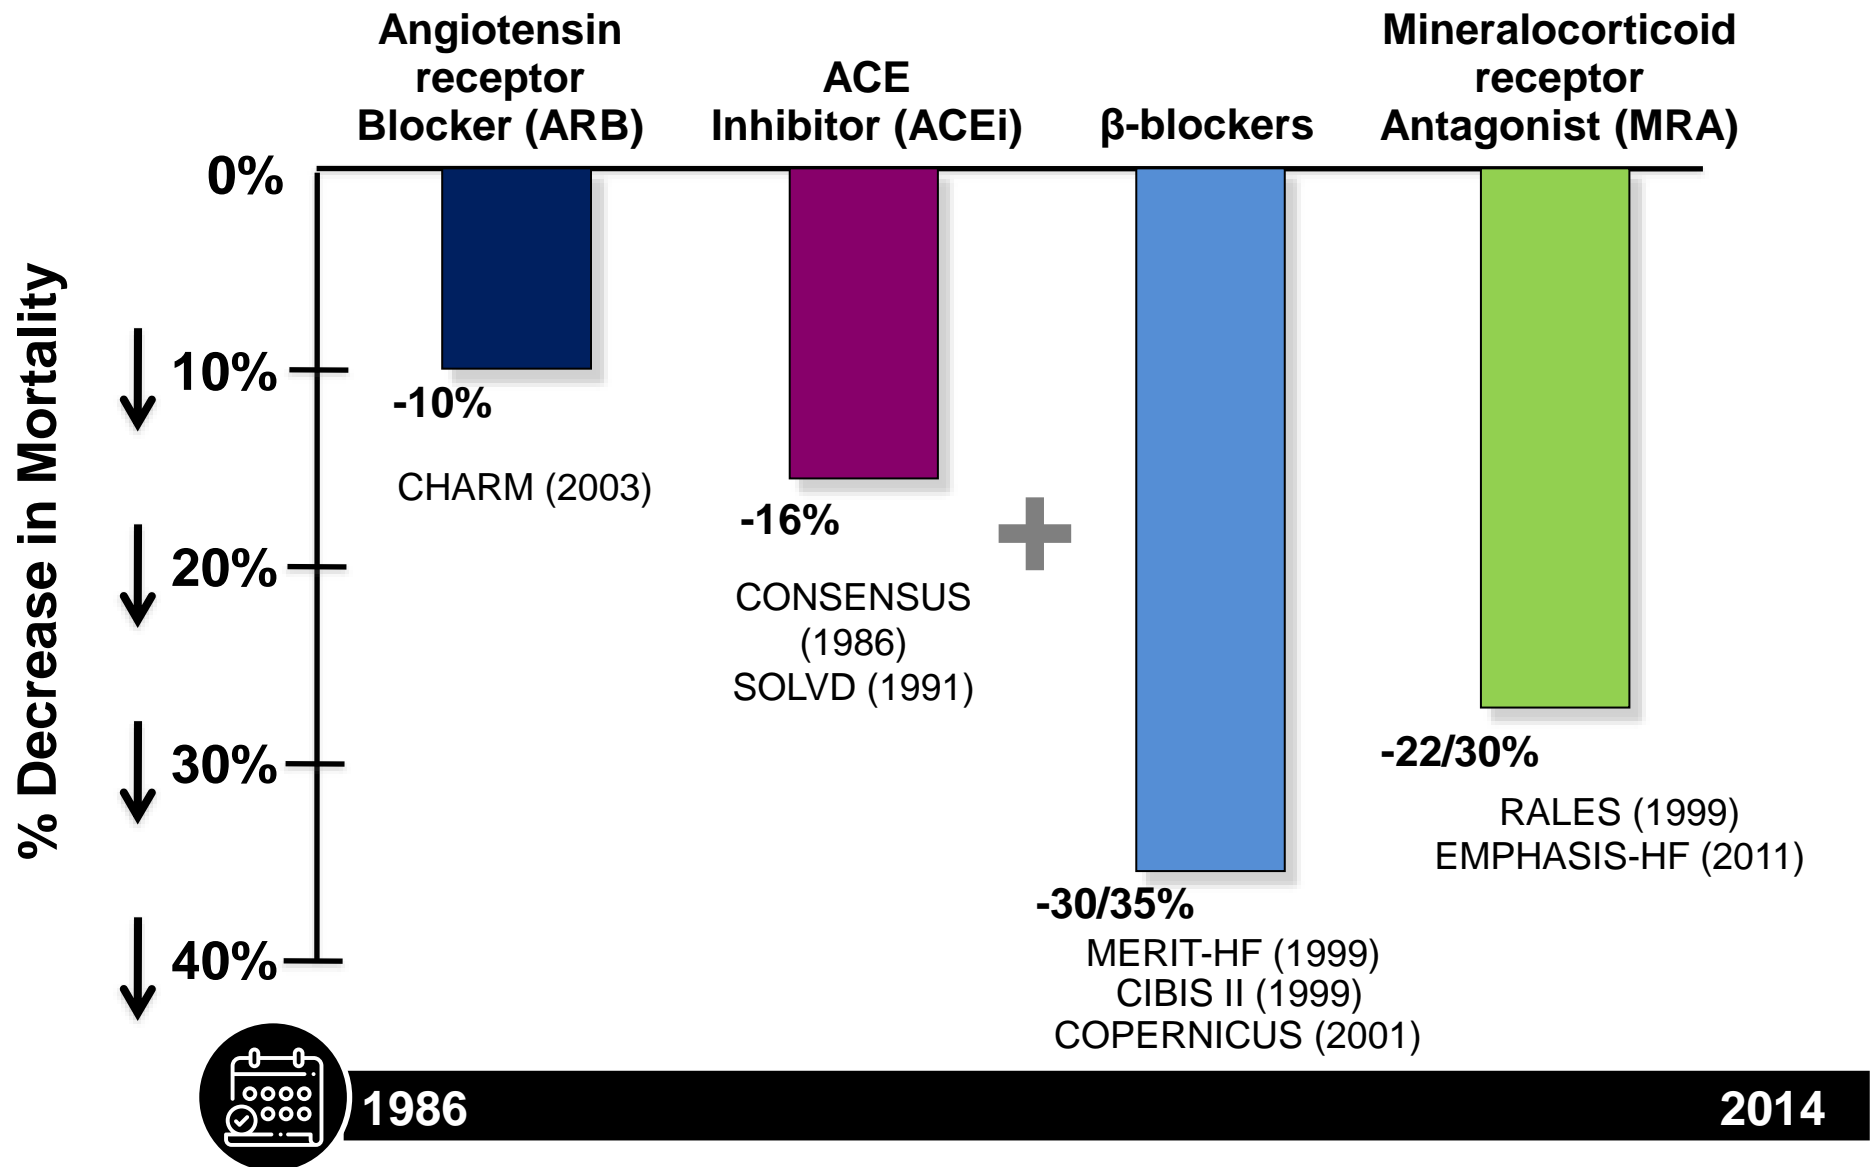 Angiotensin
receptor
Blocker (ARB)
ACE
Inhibitor (ACEi)
β-blockers
Mineralocorticoid
receptor
Antagonist (MRA)
% Decrease in Mortality
0%
10%
20%
30%
40%
-10%
CHARM (2003)
-16%
CONSENSUS
(1986)
SOLVD (1991)
+
-30/35%
MERIT-HF (1999)
CIBIS II (1999)
COPERNICUS (2001)
-22/30%
RALES (1999)
EMPHASIS-HF (2011)
1986
2014